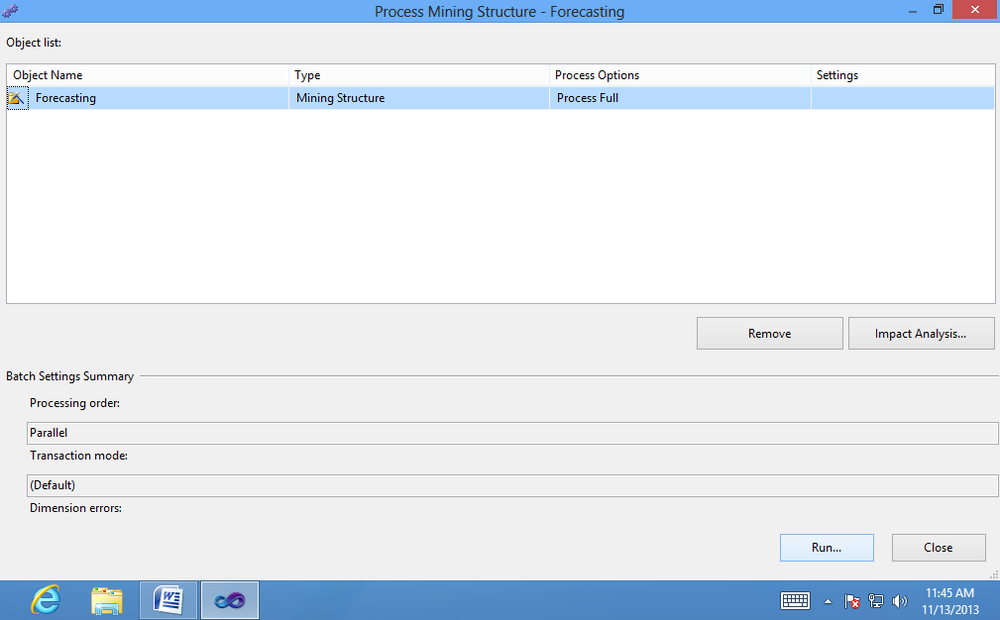 Process Mining Structure - Forecasting
Object list:
Object Name Type Process Options Settings
Forecasting Mining Structure Process Full
Remove Impact Analysis...
Batch Settings Summary
Processing order:
Parallel
Transaction mode:
(Default)
Dimension errors:
Run... Close
11:45 AM
11/13/2013